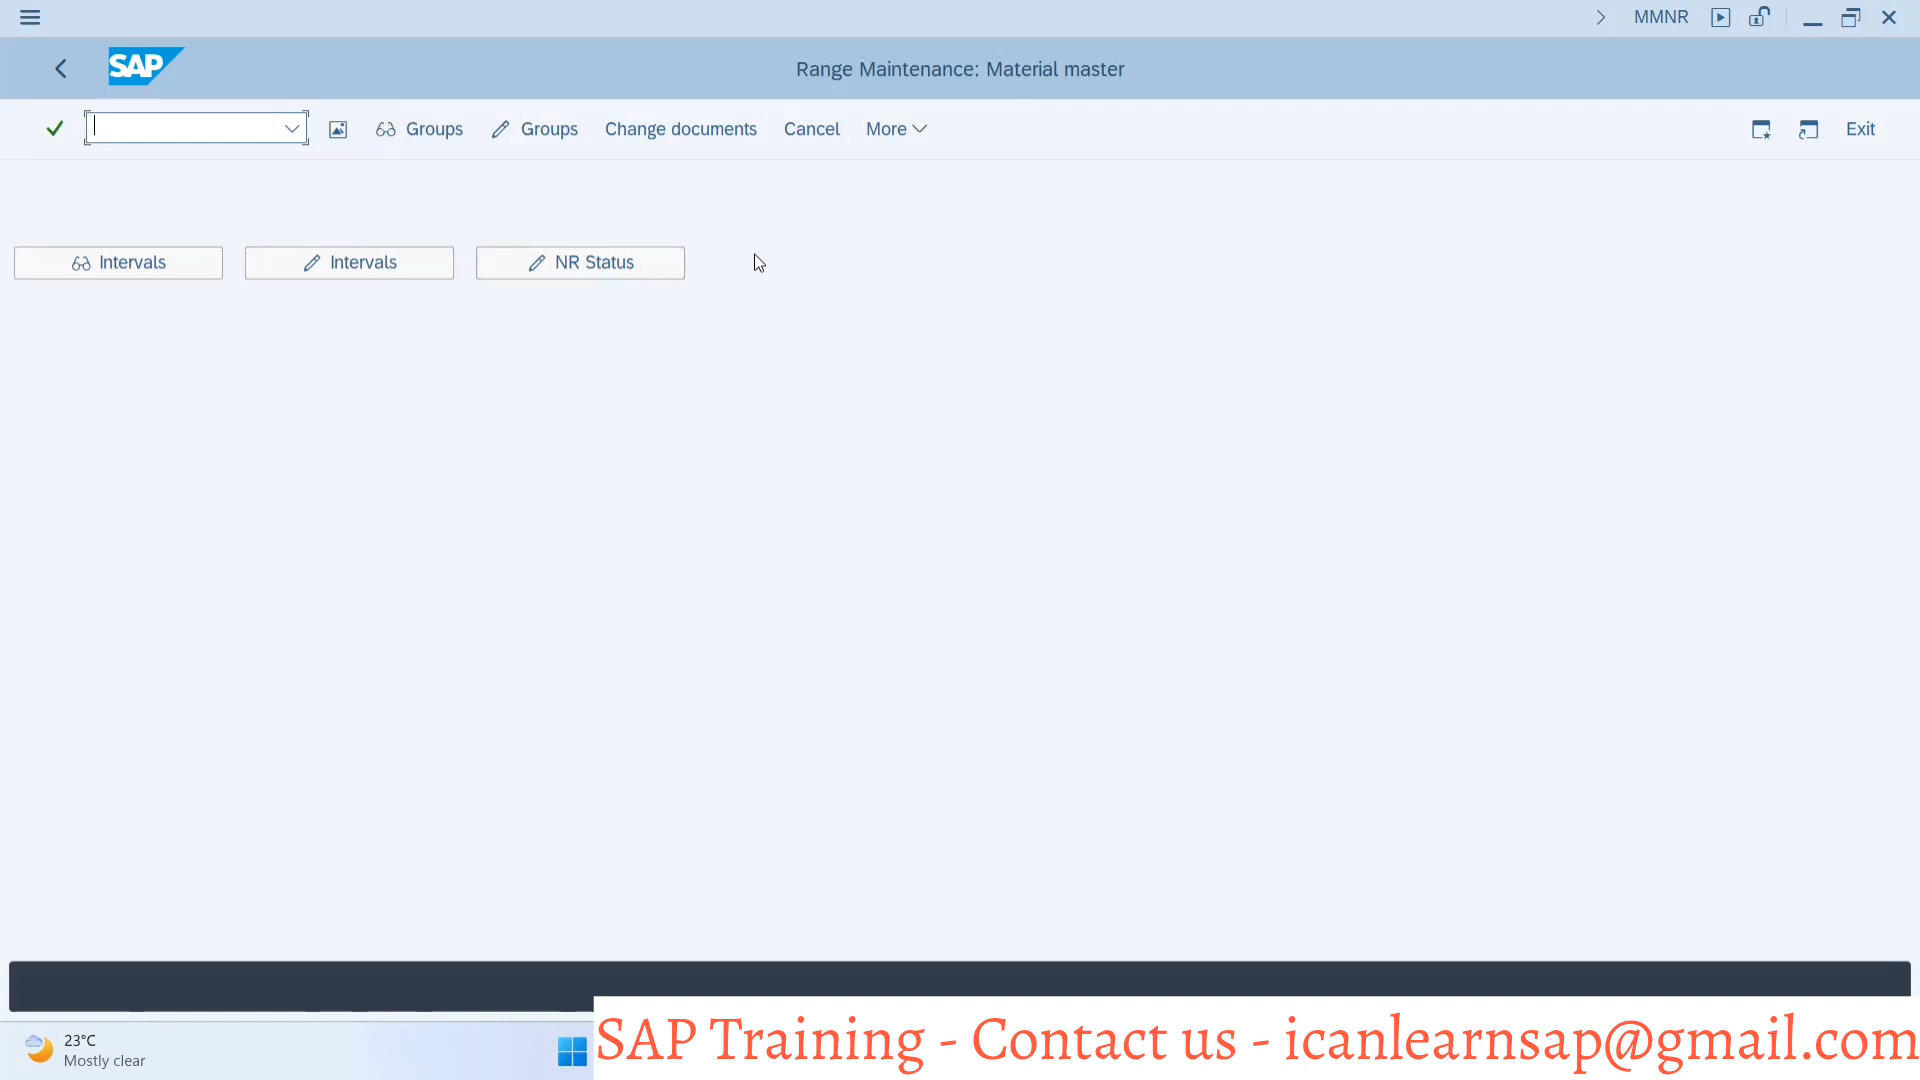 MMNR
SAP
Range Maintenance: Material master
Groups
Groups
Change documents
Cancel
More
Exit
Intervals
Intervals
NR Status
23°C
Mostly clear
SAP Training - Contact us - icanlearnsap@gmail.com